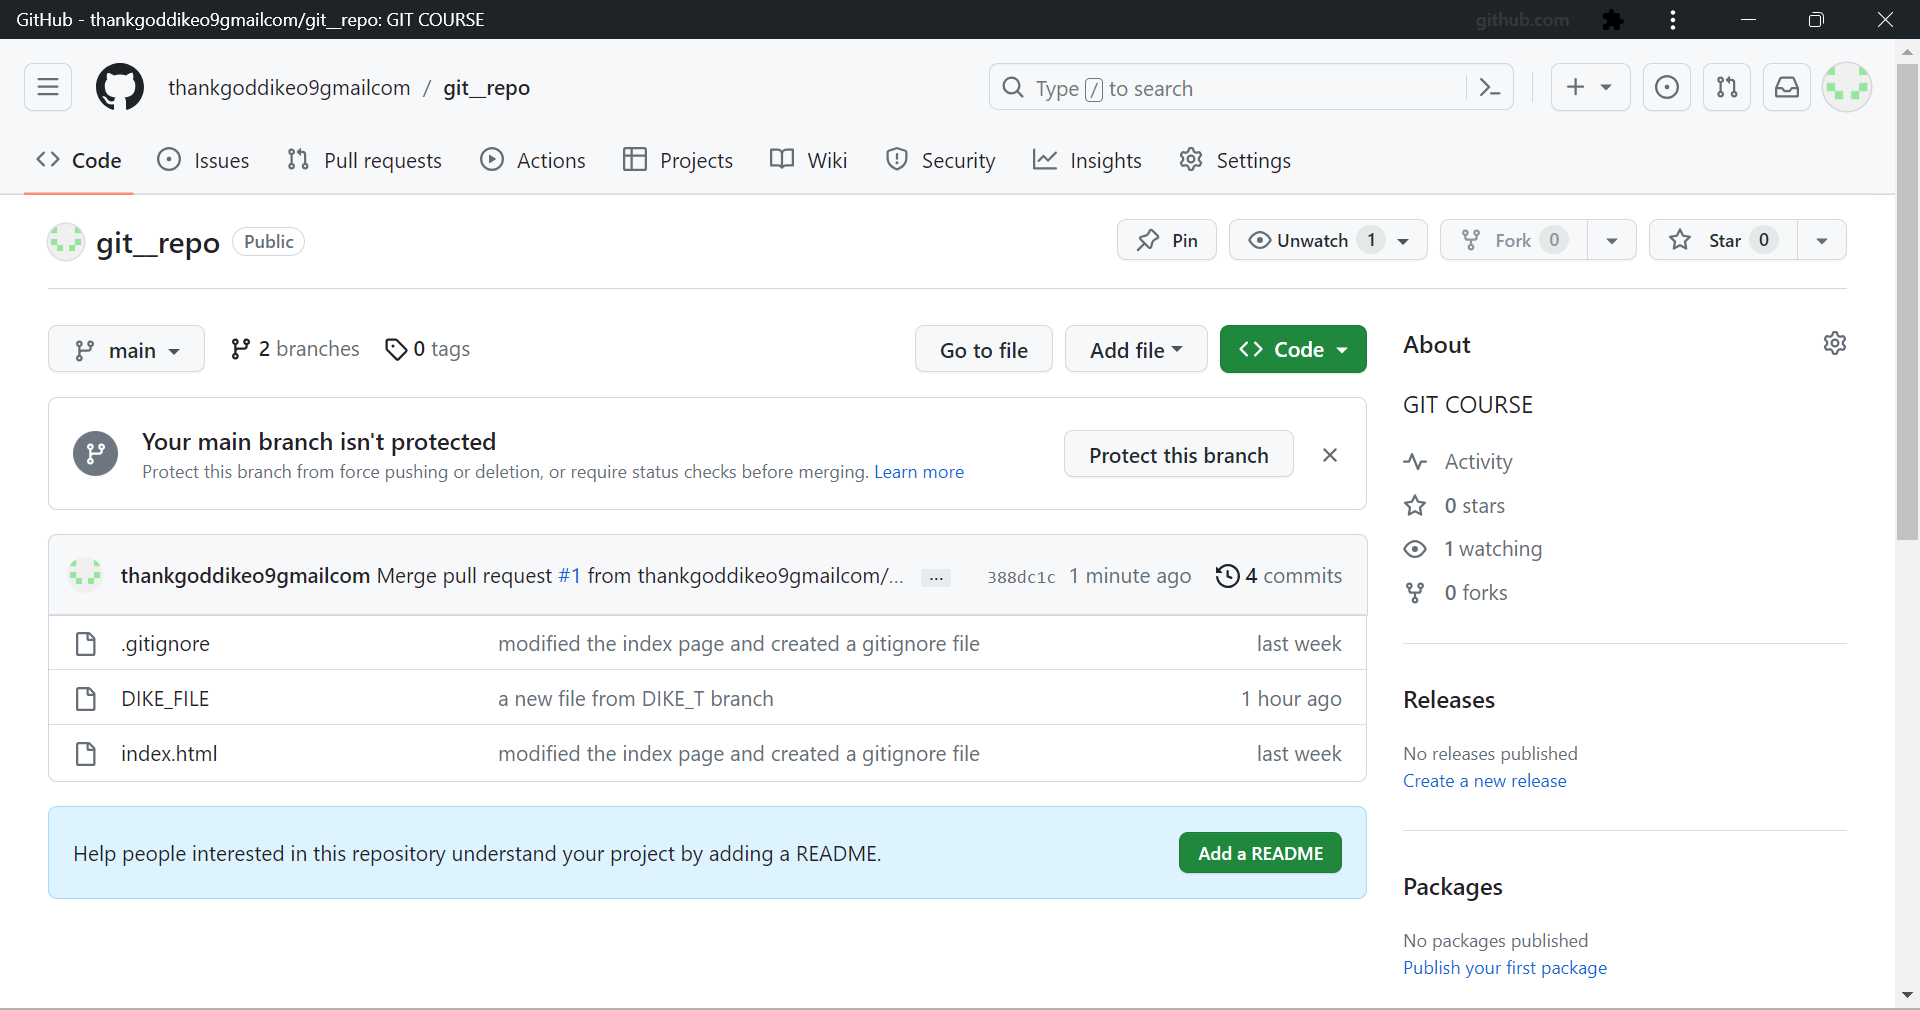 GitHub - thankgoddikeo9gmailcom/git__repo: GIT COURSE
github.com
thankgoddikeo9gmailcom / git__repo
Type / to search
Code Issues Pull requests Actions Projects Wiki Security Insights Settings
git__repo Public
Pin Unwatch 1 Fork 0 Star 0
main 2 branches 0 tags Go to file Add file Code
Your main branch isn't protected
Protect this branch from force pushing or deletion, or require status checks before merging. Learn more
Protect this branch
thankgoddikeo9gmailcom Merge pull request #1 from thankgoddikeo9gmailcom/... ... 388dc1c 1 minute ago 4 commits
.gitignore modified the index page and created a gitignore file last week
DIKE_FILE a new file from DIKE_T branch 1 hour ago
index.html modified the index page and created a gitignore file last week
Help people interested in this repository understand your project by adding a README. Add a README
About
GIT COURSE
Activity
0 stars
1 watching
0 forks
Releases
No releases published
Create a new release
Packages
No packages published
Publish your first package